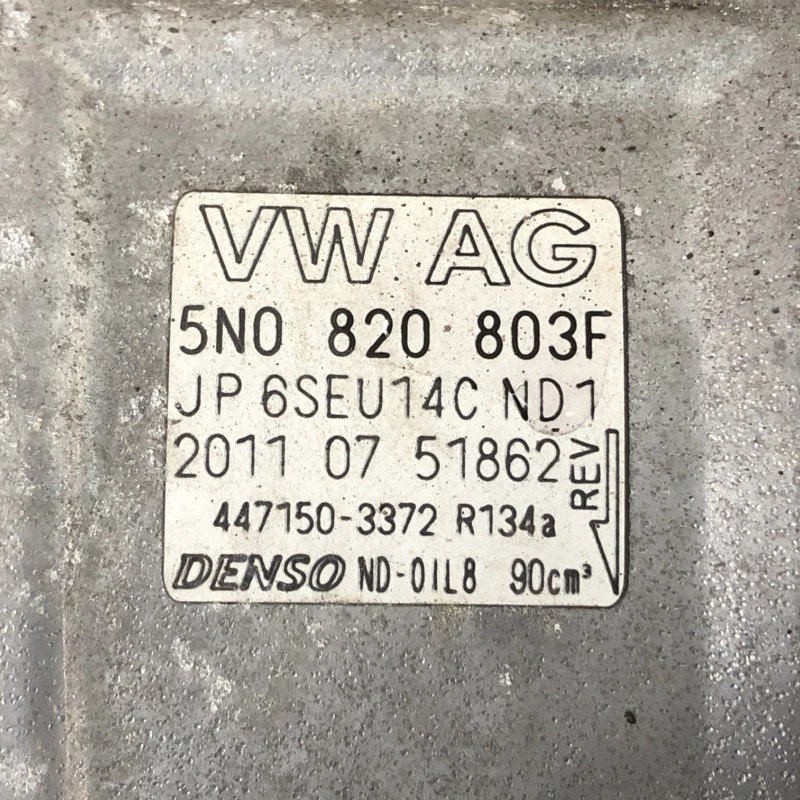 VW AG
5N0 820 803F
JP 6SEU14C ND1
2011 07 51862
REV
447150-3372 R134a
DENSO ND-OIL8 90cm³